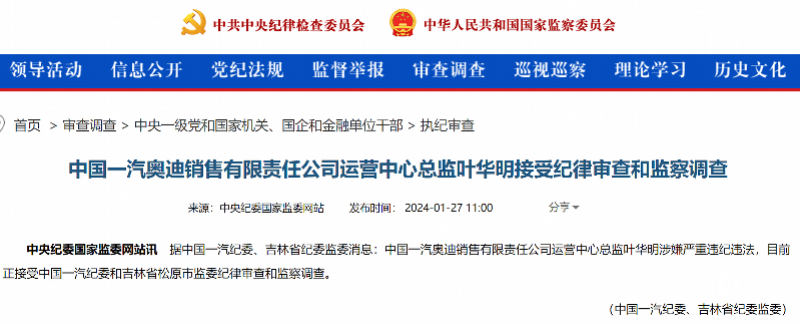 中共中央纪律检查委员会 中华人民共和国国家监察委员会
领导活动 信息公开 党纪法规 监督举报 审查调查 巡视巡察 理论学习 历史文化
首页 > 审查调查 > 中央一级党和国家机关、国企和金融单位干部 > 执纪审查
中国一汽奥迪销售有限责任公司运营中心总监叶华明接受纪律审查和监察调查
来源：中央纪委国家监委网站 发布时间：2024-01-27 11:00 分享
中央纪委国家监委网站讯 据中国一汽纪委、吉林省纪委监委消息：中国一汽奥迪销售有限责任公司运营中心总监叶华明涉嫌严重违纪违法，目前
正接受中国一汽纪委和吉林省松原市监委纪律审查和监察调查。
（中国一汽纪委、吉林省纪委监委）